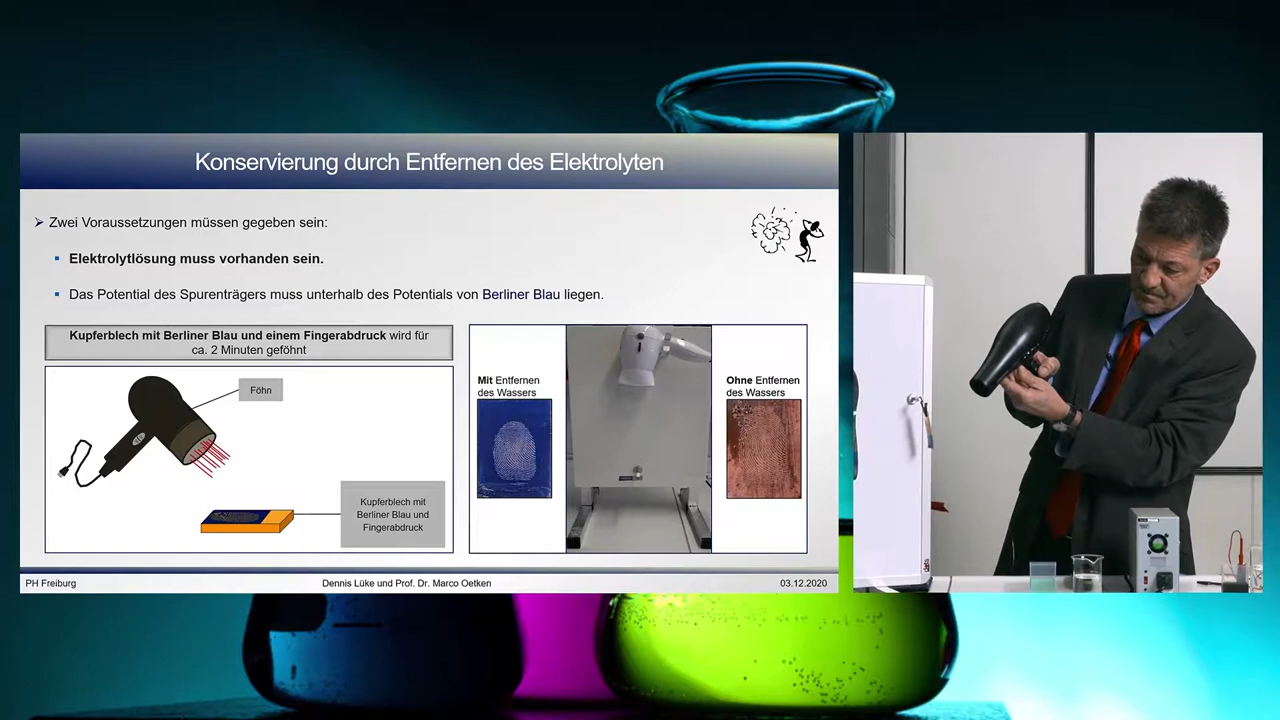 Konservierung durch Entfernen des Elektrolyten
Zwei Voraussetzungen müssen gegeben sein:
Elektrolytlösung muss vorhanden sein.
Das Potential des Spurenträgers muss unterhalb des Potentials von Berliner Blau liegen.
Kupferblech mit Berliner Blau und einem Fingerabdruck wird für
ca. 2 Minuten geföhnt
Föhn
Kupferblech mit
Berliner Blau und
Fingerabdruck
Mit Entfernen
des Wassers
Ohne Entfernen
des Wassers
PH Freiburg
Dennis Lüke und Prof. Dr. Marco Oetken
03.12.2020